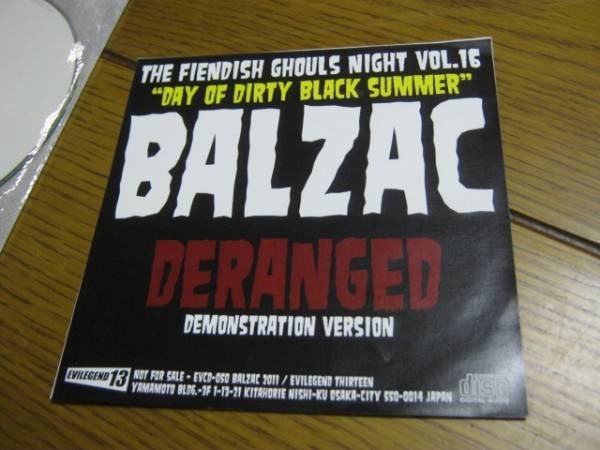 THE FIENDISH GHOULS NIGHT VOL.16
"DAY OF DIRTY BLACK SUMMER"
BALZAC
DERANGED
DEMONSTRATION VERSION
EVILEGEND 13
NOT FOR SALE - EVCD-050 BALZAC 2011 / EVILEGEND THIRTEEN
YAMAMOTO BLDG.-3F 1-13-21 KITAHORIE NISHI-KU OSAKA-CITY 550-0014 JAPAN
disc
DIGITAL AUDIO